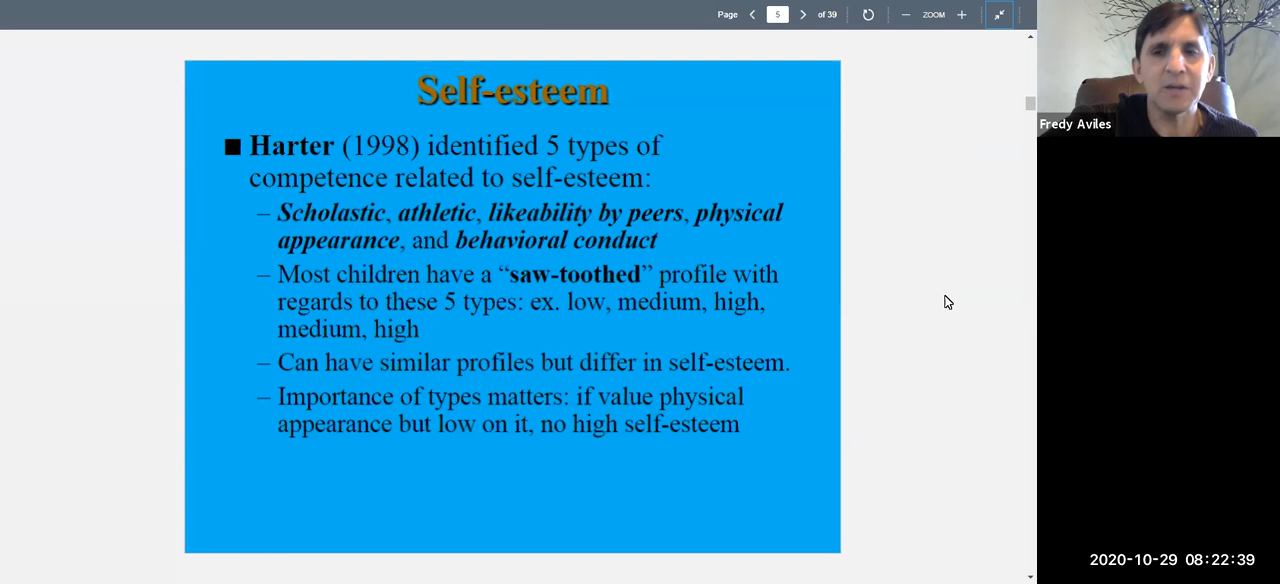 Page 5 of 39 ZOOM
Self-esteem
Harter (1998) identified 5 types of
competence related to self-esteem:
– Scholastic, athletic, likeability by peers, physical
appearance, and behavioral conduct
– Most children have a “saw-toothed” profile with
regards to these 5 types: ex. low, medium, high,
medium, high
– Can have similar profiles but differ in self-esteem.
– Importance of types matters: if value physical
appearance but low on it, no high self-esteem
Fredy Aviles
2020-10-29 08:22:39